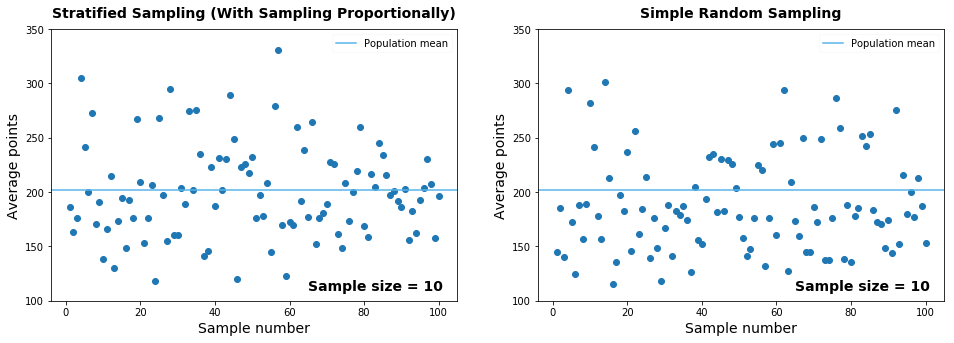 Stratified Sampling (With Sampling Proportionally)
350
300
250
200
150
100
Average points
Population mean
Sample size = 10
0 20 40 60 80 100
Sample number
Simple Random Sampling
350
300
250
200
150
100
Average points
Population mean
Sample size = 10
0 20 40 60 80 100
Sample number